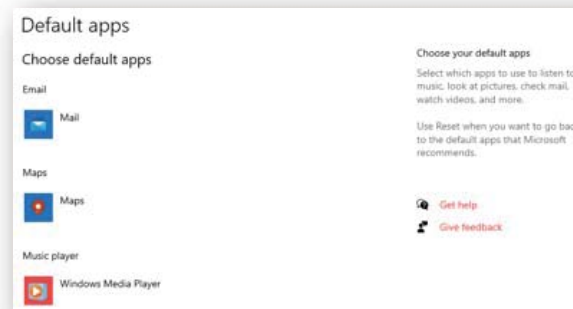 Default apps
Choose default apps
Email
Mail
Maps
Maps
Music player
Windows Media Player
Choose your default apps
Select which apps to use to listen to
music, look at pictures, check mail,
watch videos, and more.
Use Reset when you want to go bac
to the default apps that Microsoft
recommends.
Get help
Give feedback